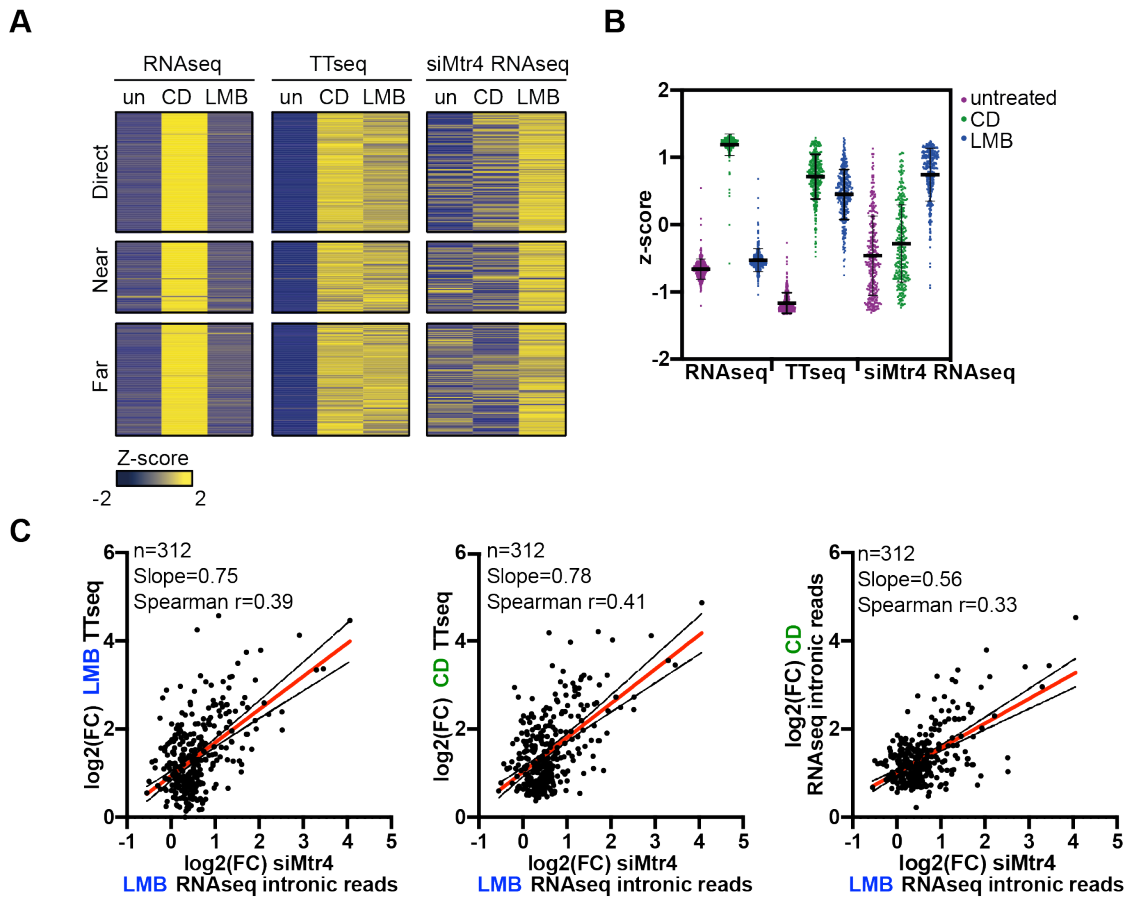 A
RNAseq TTseq siMtr4 RNAseq
un CD LMB un CD LMB un CD LMB
Direct
Near
Far
Z-score
-2 2
B
z-score
2
1
0
-1
-2
RNAseq TTseq siMtr4 RNAseq
untreated
CD
LMB
C
n=312
Slope=0.75
Spearman r=0.39
log2(FC) LMB TTseq
6
4
2
0
-1 0 1 2 3 4 5
log2(FC) siMtr4
LMB RNAseq intronic reads
n=312
Slope=0.78
Spearman r=0.41
log2(FC) CD TTseq
6
4
2
0
-1 0 1 2 3 4 5
log2(FC) siMtr4
LMB RNAseq intronic reads
n=312
Slope=0.56
Spearman r=0.33
log2(FC) CD
RNAseq intronic reads
6
4
2
0
-1 0 1 2 3 4 5
log2(FC) siMtr4
LMB RNAseq intronic reads